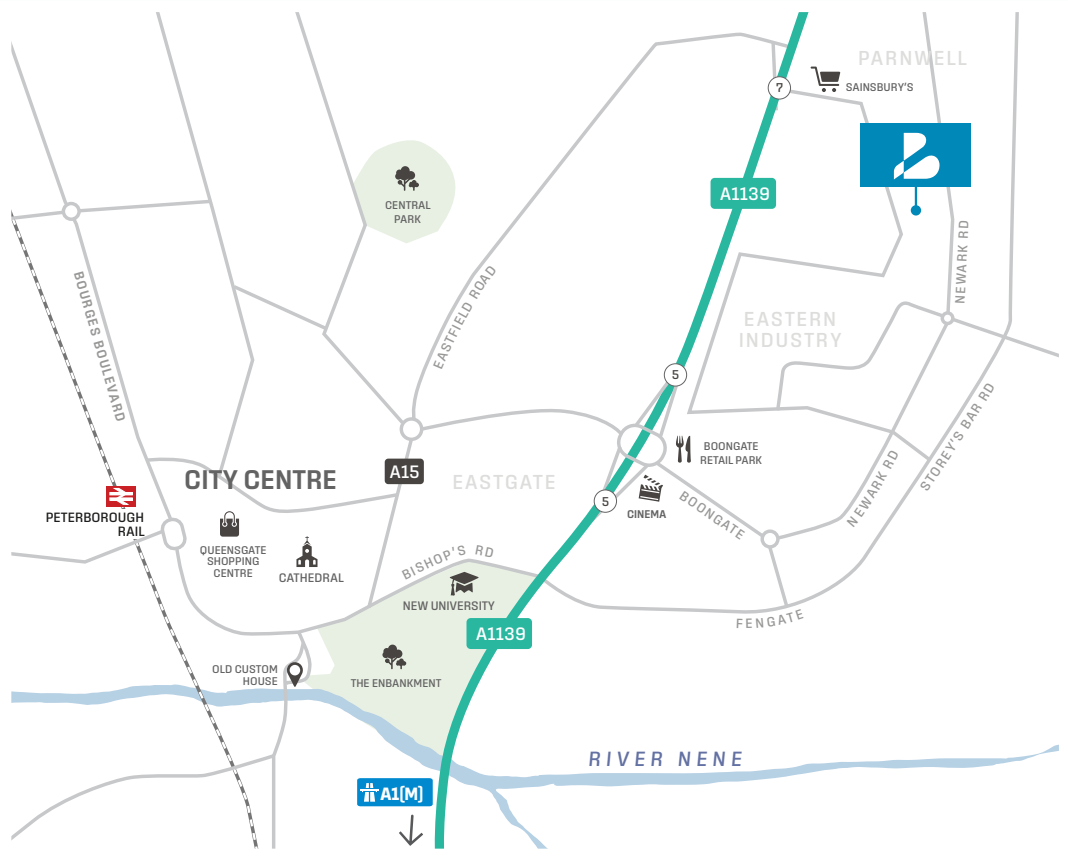 PARNWELL
7
SAINSBURY'S
B
A1139
CENTRAL
PARK
NEWARK RD
EASTFIELD ROAD
BOURGES BOULEVARD
EASTERN
INDUSTRY
5
STOREY'S BAR RD
BOONGATE
RETAIL PARK
A15
CITY CENTRE
EASTGATE
NEWARK RD
5
CINEMA
BOONGATE
PETERBOROUGH
RAIL
QUEENSGATE
SHOPPING
CENTRE
CATHEDRAL
BISHOP'S RD
NEW UNIVERSITY
FENGATE
A1139
OLD CUSTOM
HOUSE
THE ENBANKMENT
RIVER NENE
A1(M)